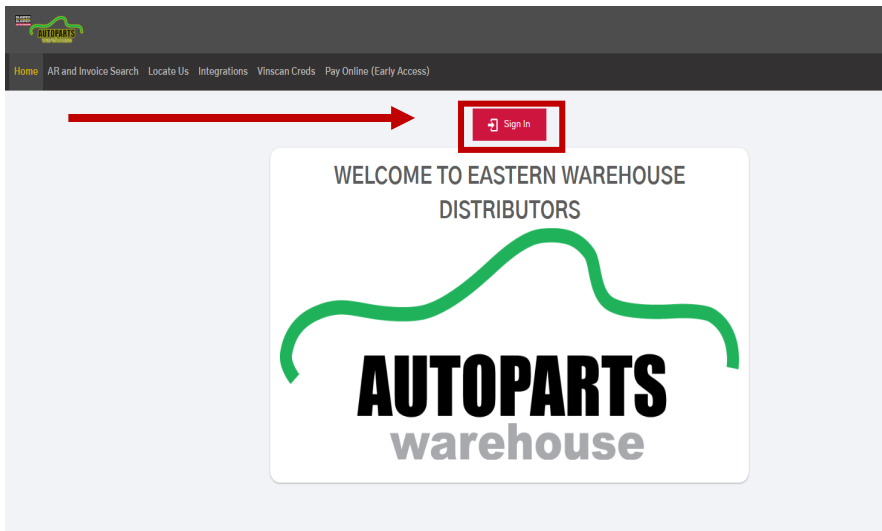 AUTOPARTS
Home AR and Invoice Search Locate Us Integrations Vinscan Creds Pay Online (Early Access)
Sign In
WELCOME TO EASTERN WAREHOUSE
DISTRIBUTORS
AUTOPARTS
warehouse